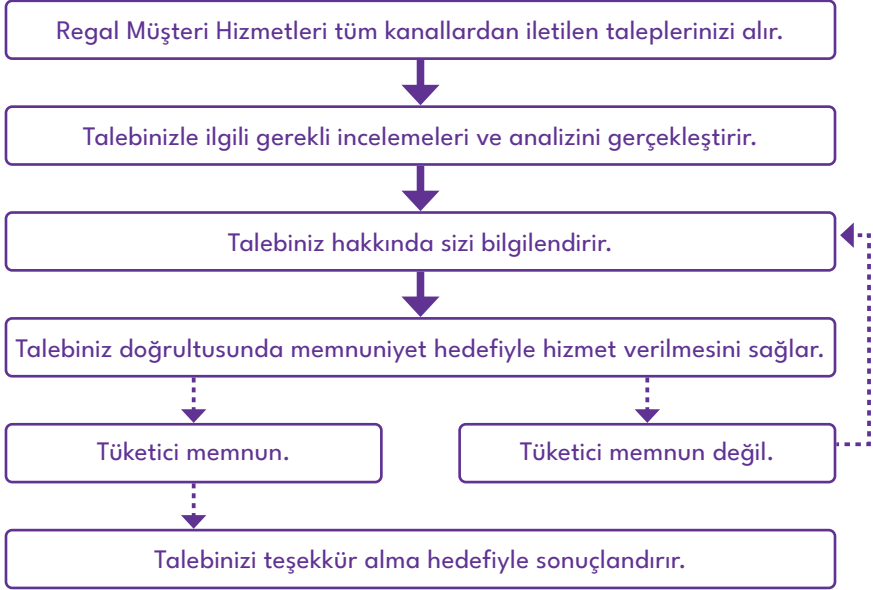 Regal Müşteri Hizmetleri tüm kanallardan iletilen taleplerinizi alır.
Talebinizle ilgili gerekli incelemeleri ve analizini gerçekleştirir.
Talebiniz hakkında sizi bilgilendirir.
Talebiniz doğrultusunda memnuniyet hedefiyle hizmet verilmesini sağlar.
Tüketici memnun.
Tüketici memnun değil.
Talebinizi teşekkür alma hedefiyle sonuçlandırır.